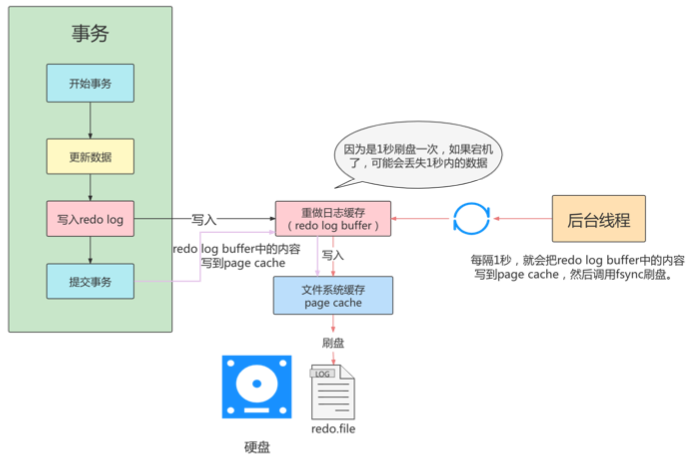 事务
开始事务
更新数据
写入redo log
提交事务
写入
redo log buffer中的内容
写到page cache
因为是1秒刷盘一次，如果宕机
了，可能会丢失1秒内的数据
重做日志缓存
（redo log buffer）
写入
文件系统缓存
page cache
刷盘
LOG
redo.file
硬盘
后台线程
每隔1秒，就会把redo log buffer中的内容
写到page cache，然后调用fsync刷盘。